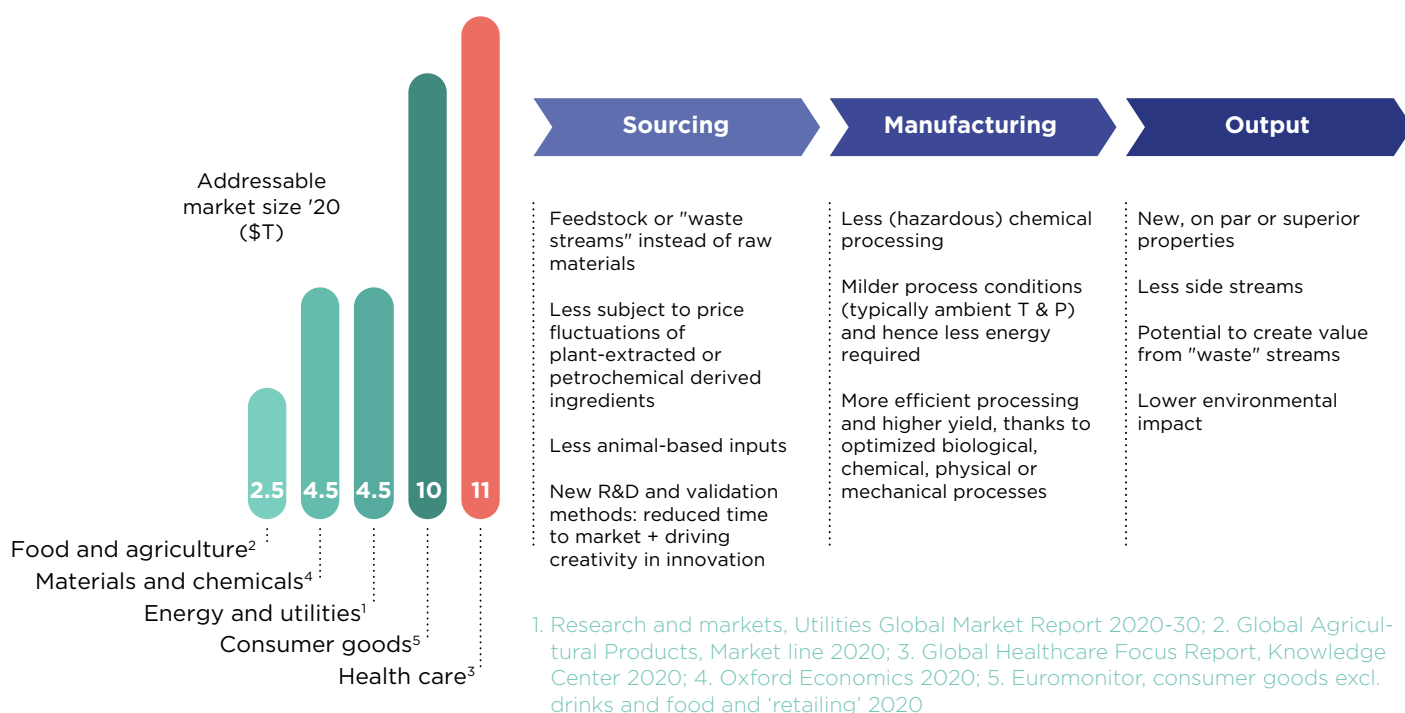 Addressable
market size '20
($T)
2.5
4.5
4.5
10
11
Food and agriculture²
Materials and chemicals⁴
Energy and utilities¹
Consumer goods⁵
Health care³
Sourcing
Feedstock or "waste
streams" instead of raw
materials
Less subject to price
fluctuations of
plant-extracted or
petrochemical derived
ingredients
Less animal-based inputs
New R&D and validation
methods: reduced time
to market + driving
creativity in innovation
Manufacturing
Less (hazardous) chemical
processing
Milder process conditions
(typically ambient T & P)
and hence less energy
required
More efficient processing
and higher yield, thanks to
optimized biological,
chemical, physical or
mechanical processes
Output
New, on par or superior
properties
Less side streams
Potential to create value
from "waste" streams
Lower environmental
impact
1. Research and markets, Utilities Global Market Report 2020-30; 2. Global Agricul-
tural Products, Market line 2020; 3. Global Healthcare Focus Report, Knowledge
Center 2020; 4. Oxford Economics 2020; 5. Euromonitor, consumer goods excl.
drinks and food and ‘retailing’ 2020